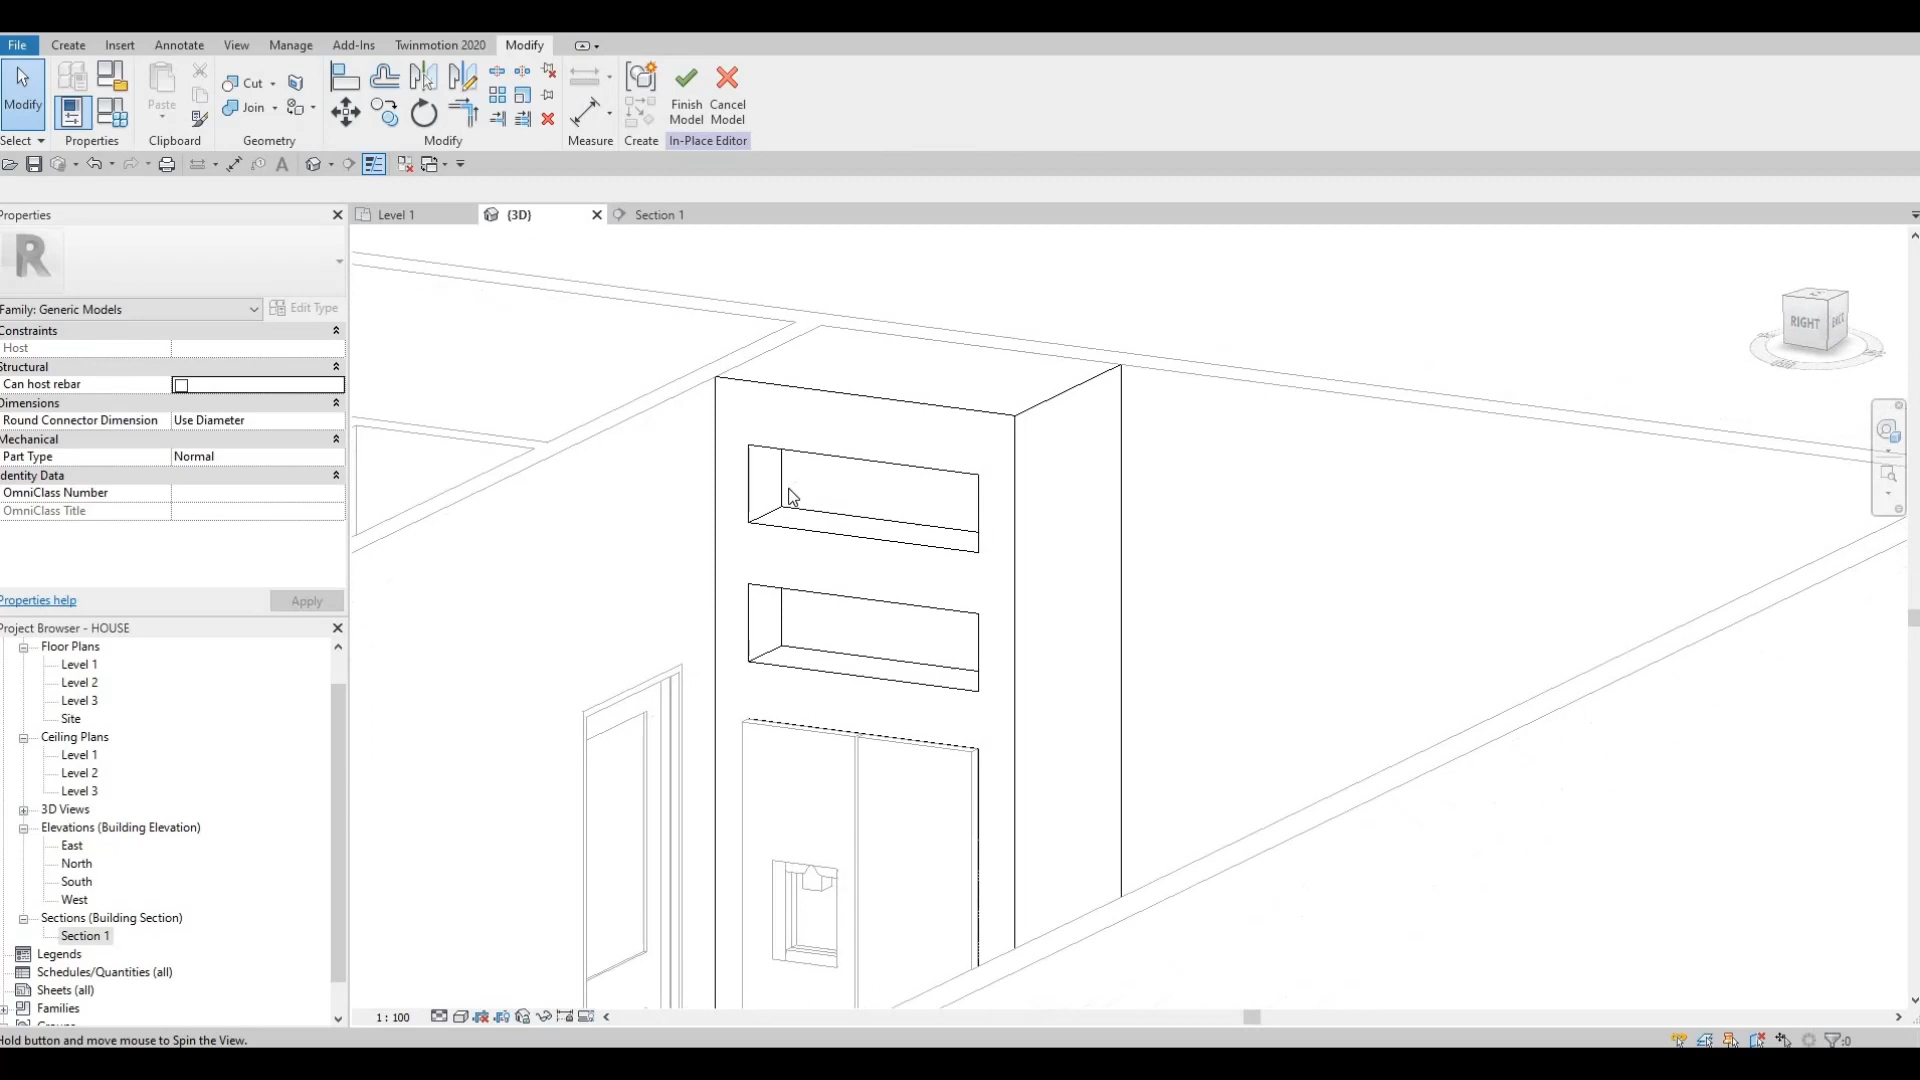 File Create Insert Annotate View Manage Add-Ins Twinmotion 2020 Modify
Modify
Paste
Cut
Join
Finish Model
Cancel Model
Select Properties Clipboard Geometry Modify Measure Create In-Place Editor
Properties
Level 1
{3D}
Section 1
R
Family: Generic Models
Edit Type
Constraints
Host
Structural
Can host rebar
Dimensions
Round Connector Dimension Use Diameter
Mechanical
Part Type Normal
Identity Data
OmniClass Number
OmniClass Title
Properties help
Apply
Project Browser - HOUSE
Floor Plans
Level 1
Level 2
Level 3
Site
Ceiling Plans
Level 1
Level 2
Level 3
3D Views
Elevations (Building Elevation)
East
North
South
West
Sections (Building Section)
Section 1
Legends
Schedules/Quantities (all)
Sheets (all)
Families
RIGHT
BACK
1 : 100
Hold button and move mouse to Spin the View.
:0